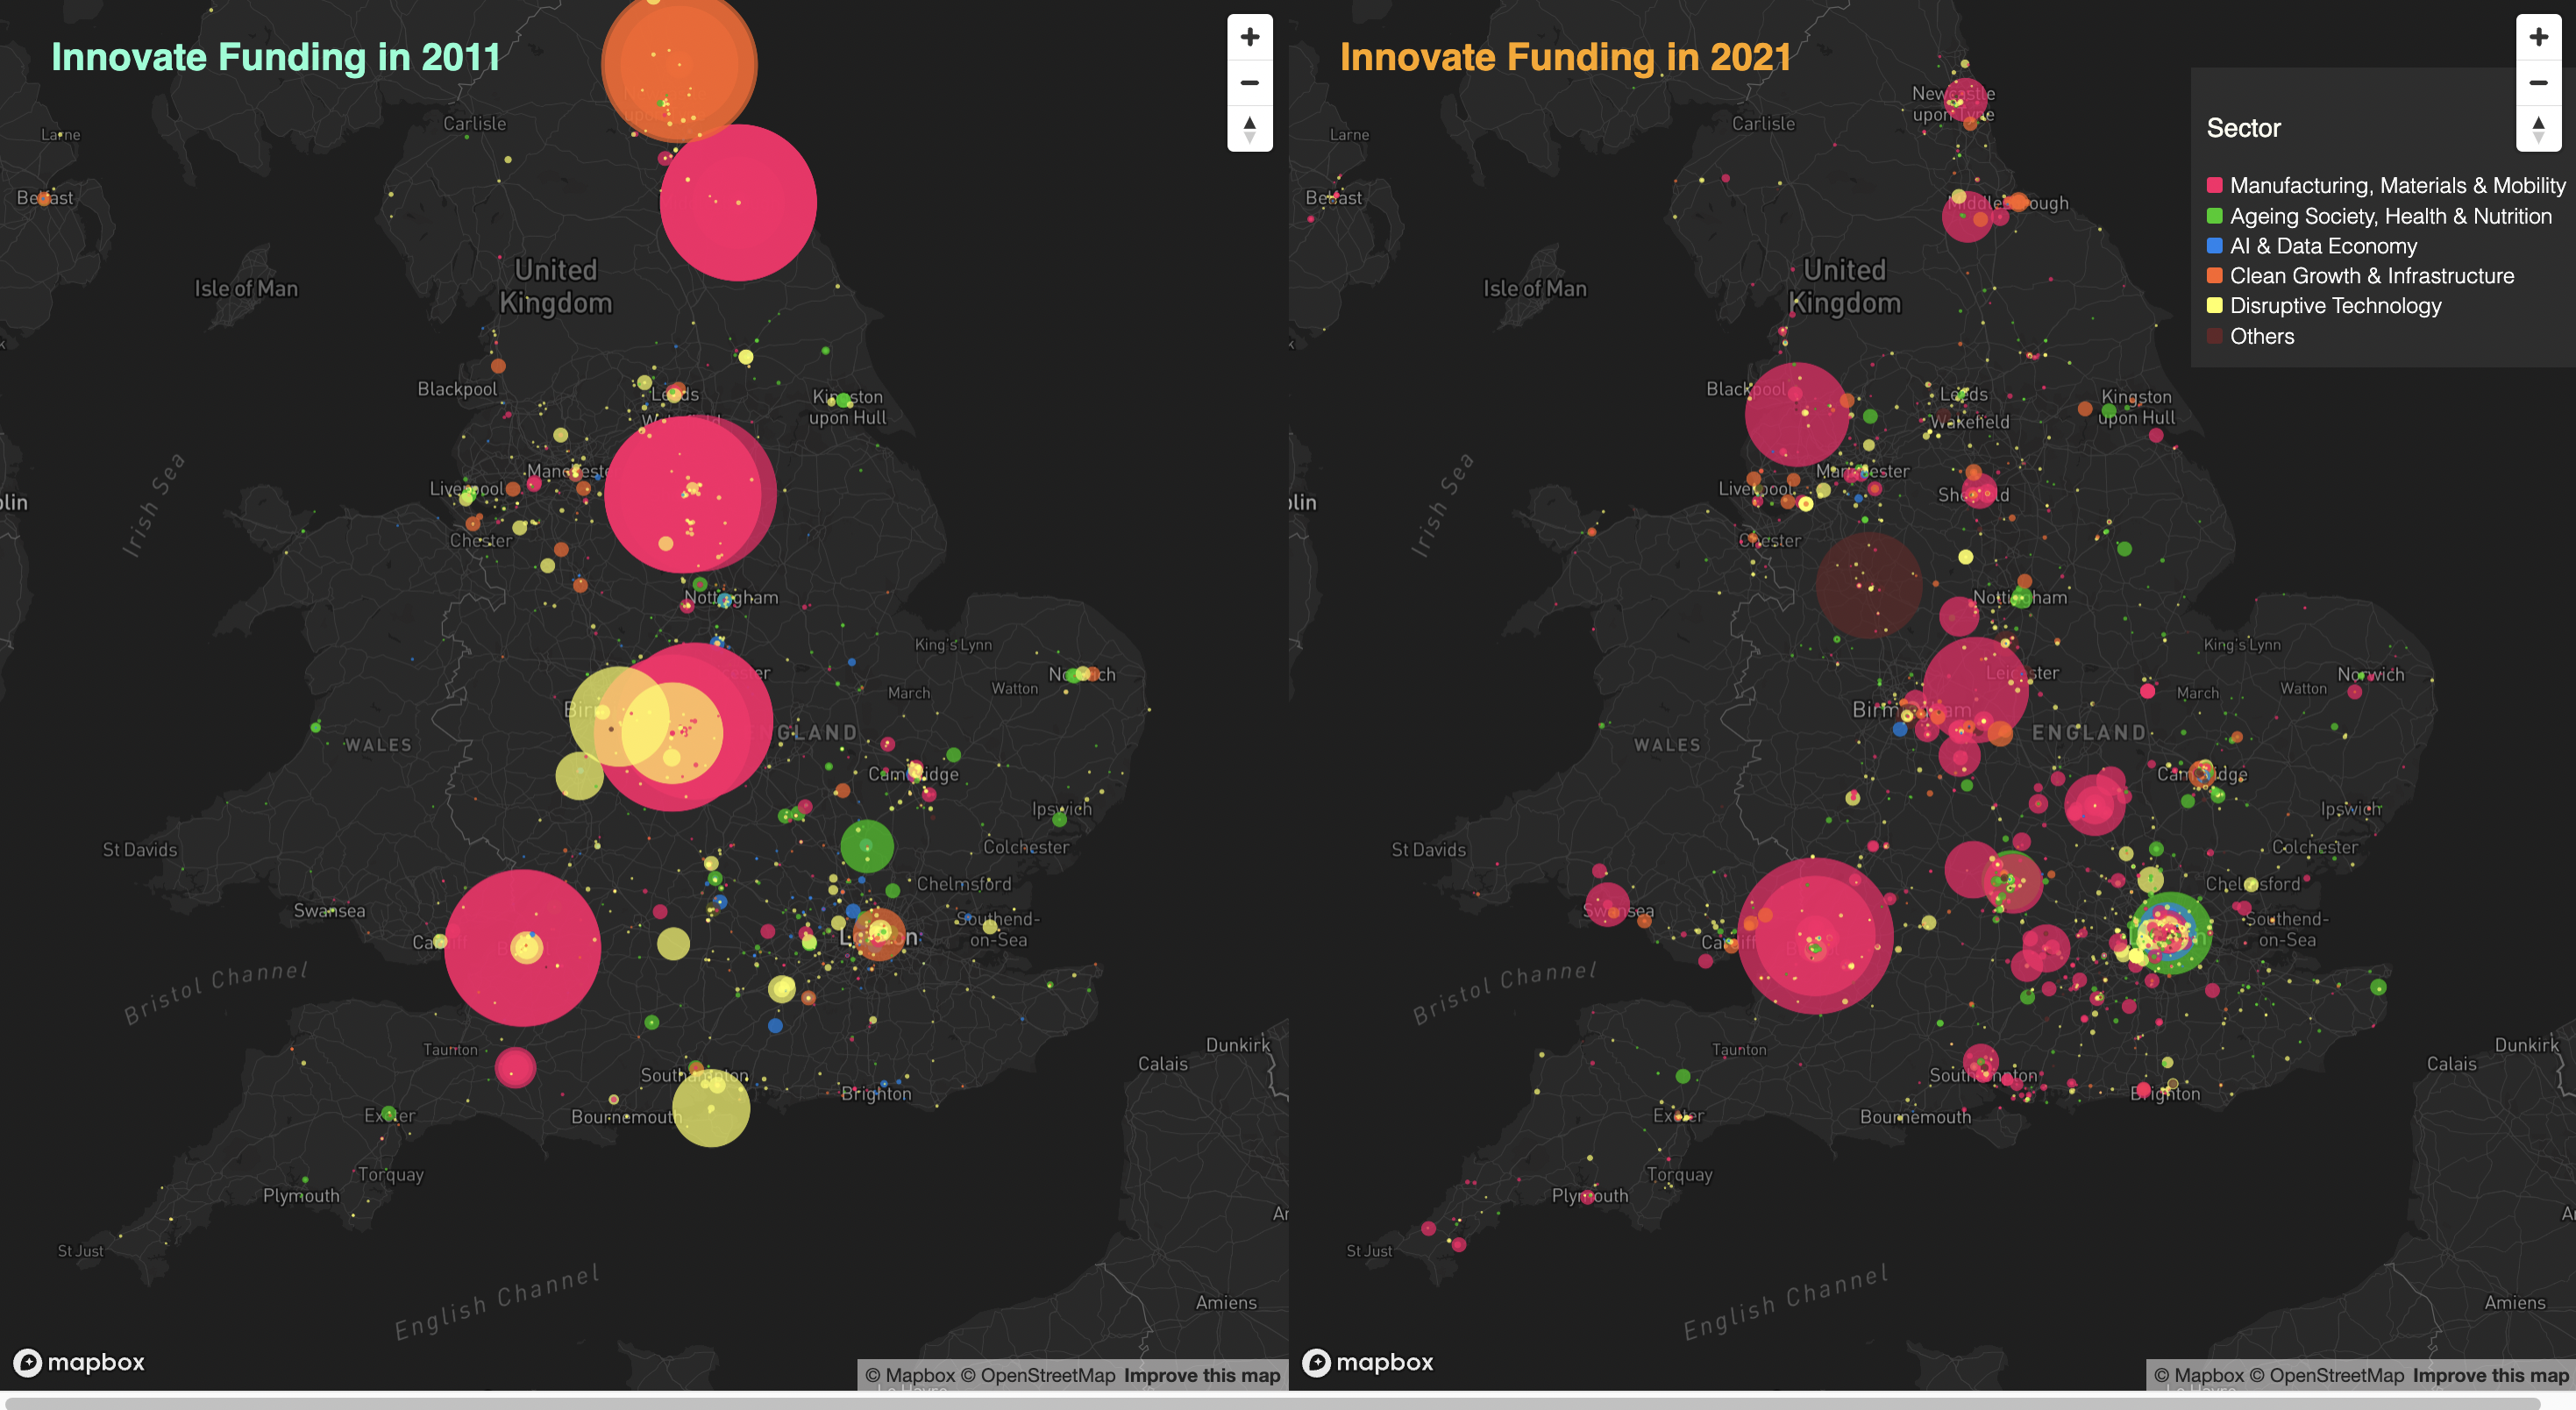 Innovate Funding in 2011
Carlisle
Larne
Belfast
United
Kingdom
Isle of Man
Blackpool
Leeds
Kingston
upon Hull
Manchester
Liverpool
Irish Sea
Chester
Nottingham
King's Lynn
Norwich
March
Watton
WALES
Cambridge
Ipswich
St Davids
Colchester
Chelmsford
Swansea
Southend-
on-Sea
London
Cardiff
Bristol Channel
Taunton
Southampton
Brighton
Bournemouth
Exeter
Torquay
Plymouth
St Just
English Channel
Dunkirk
Calais
Amiens
mapbox
© Mapbox © OpenStreetMap Improve this map
Innovate Funding in 2021
Newcastle
upon Tyne
Carlisle
Larne
Belfast
Middlesbrough
United
Kingdom
Isle of Man
Sector
Manufacturing, Materials & Mobility
Ageing Society, Health & Nutrition
AI & Data Economy
Clean Growth & Infrastructure
Disruptive Technology
Others
Blackpool
Leeds
Wakefield
Kingston
upon Hull
Manchester
Liverpool
Sheffield
Irish Sea
Chester
Nottingham
King's Lynn
Leicester
Norwich
March
Watton
Birmingham
ENGLAND
WALES
Cambridge
Ipswich
St Davids
Colchester
Chelmsford
Swansea
Southend-
on-Sea
Cardiff
Bristol Channel
Taunton
Southampton
Brighton
Bournemouth
Exeter
Torquay
Plymouth
St Just
English Channel
Dunkirk
Calais
Amiens
mapbox
© Mapbox © OpenStreetMap Improve this map